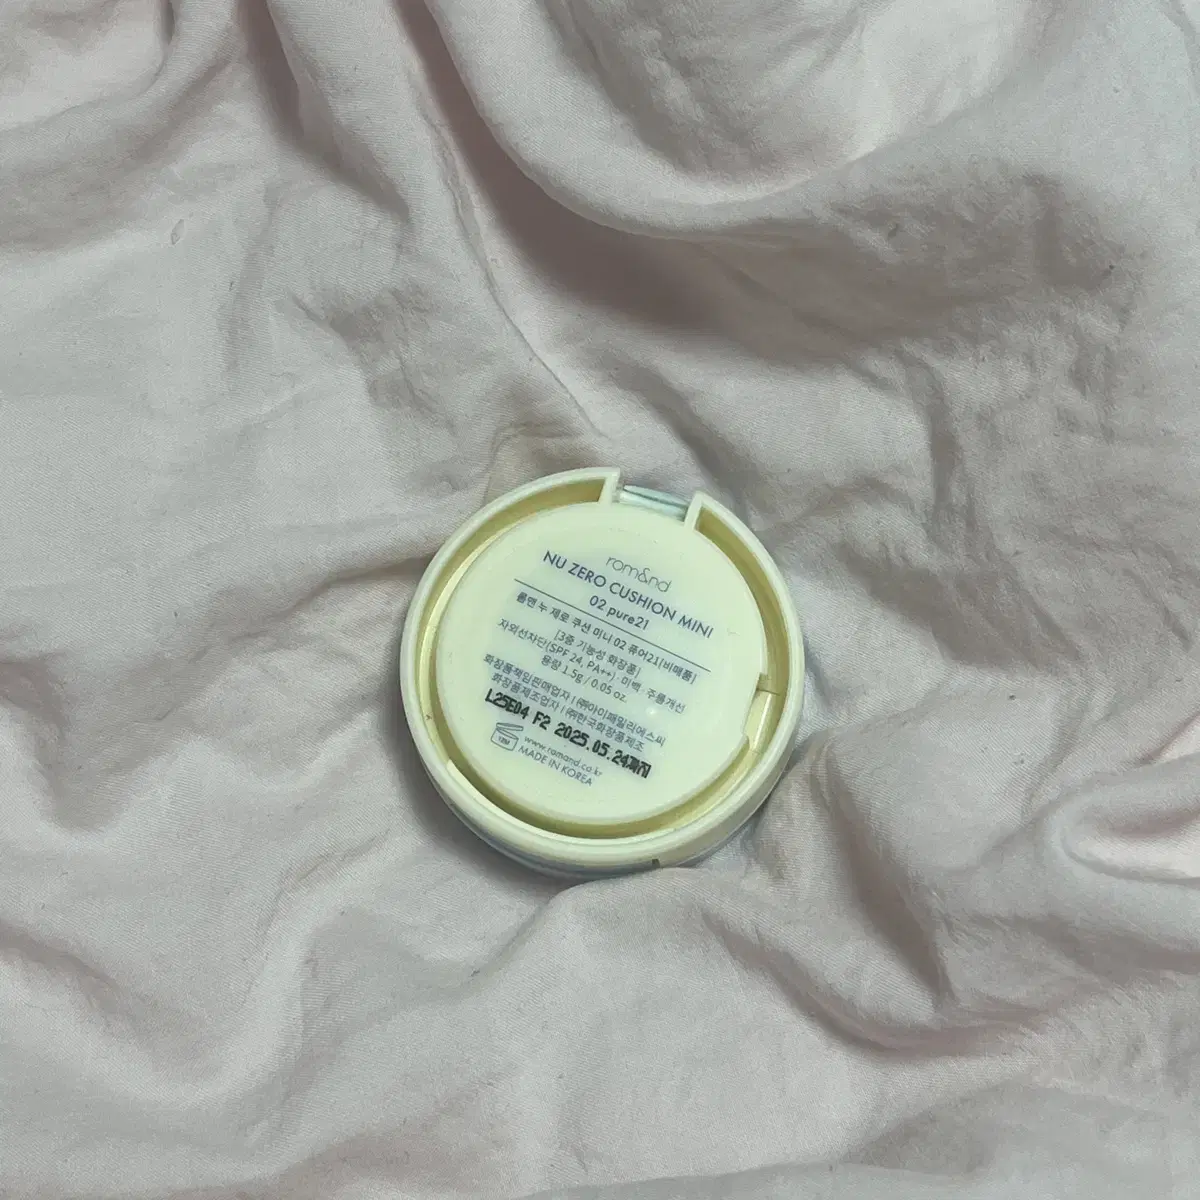 rom&nd
NU ZERO CUSHION MINI
02 pure21
롬앤 누 제로 쿠션 미니 02 퓨어21[비매품]
[3중 기능성 화장품]
자외선차단(SPF 24, PA++) · 미백 · 주름개선
용량 1.5g / 0.05 oz.
화장품책임판매업자 | ㈜아이패밀리에스씨
화장품제조업자 | ㈜한국화장품제조
L25E04 F2 2025.05.24까지
18M
www.romand.co.kr
MADE IN KOREA